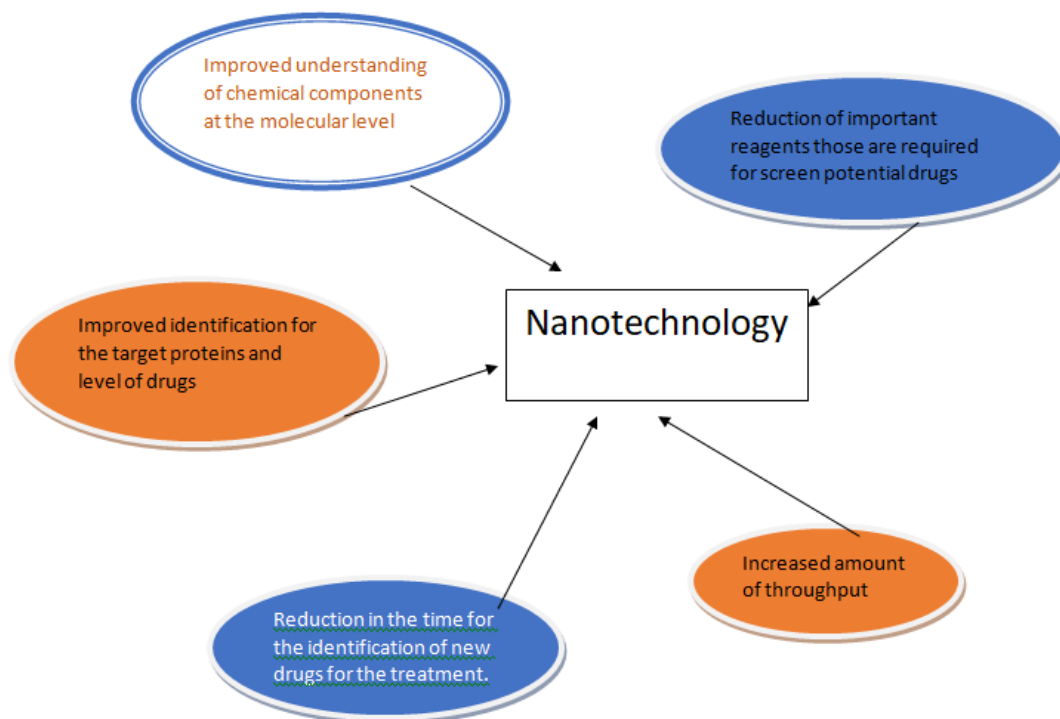 Improved understanding
of chemical components
at the molecular level
Reduction of important
reagents those are required
for screen potential drugs
Nanotechnology
Improved identification for
the target proteins and
level of drugs
Increased amount
of throughput
Reduction in the time for
the identification of new
drugs for the treatment.